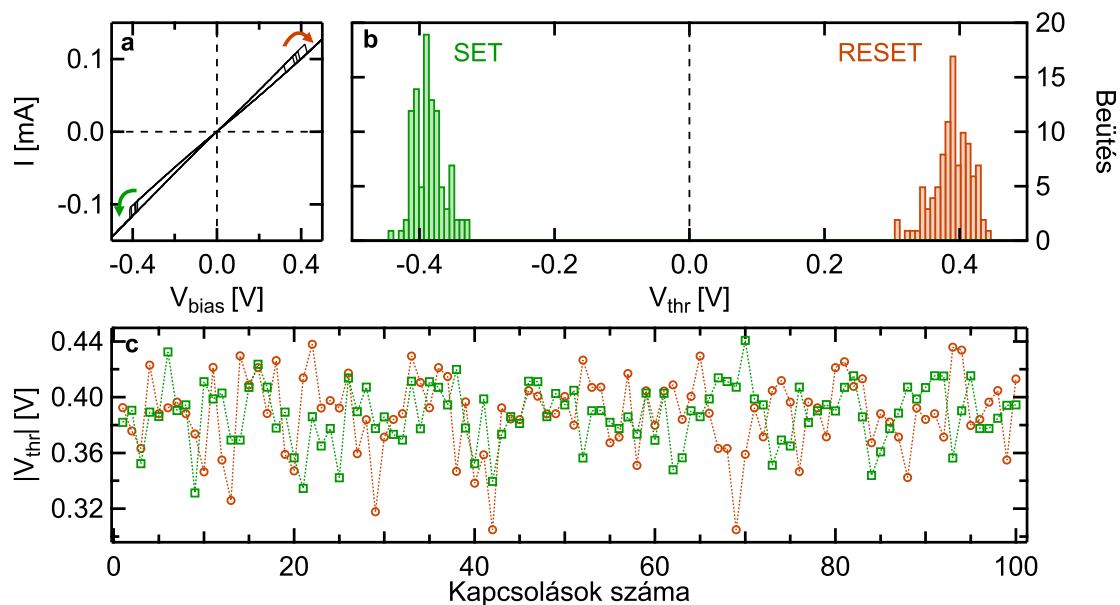 a
0.1
0.0
-0.1
I [mA]
-0.4
0.0
0.4
V_bias [V]
b
SET
RESET
20
15
10
5
0
Beütés
-0.4
-0.2
0.0
0.2
0.4
V_thr [V]
c
0.44
0.40
0.36
0.32
|V_thr| [V]
0
20
40
60
80
100
Kapcsolások száma